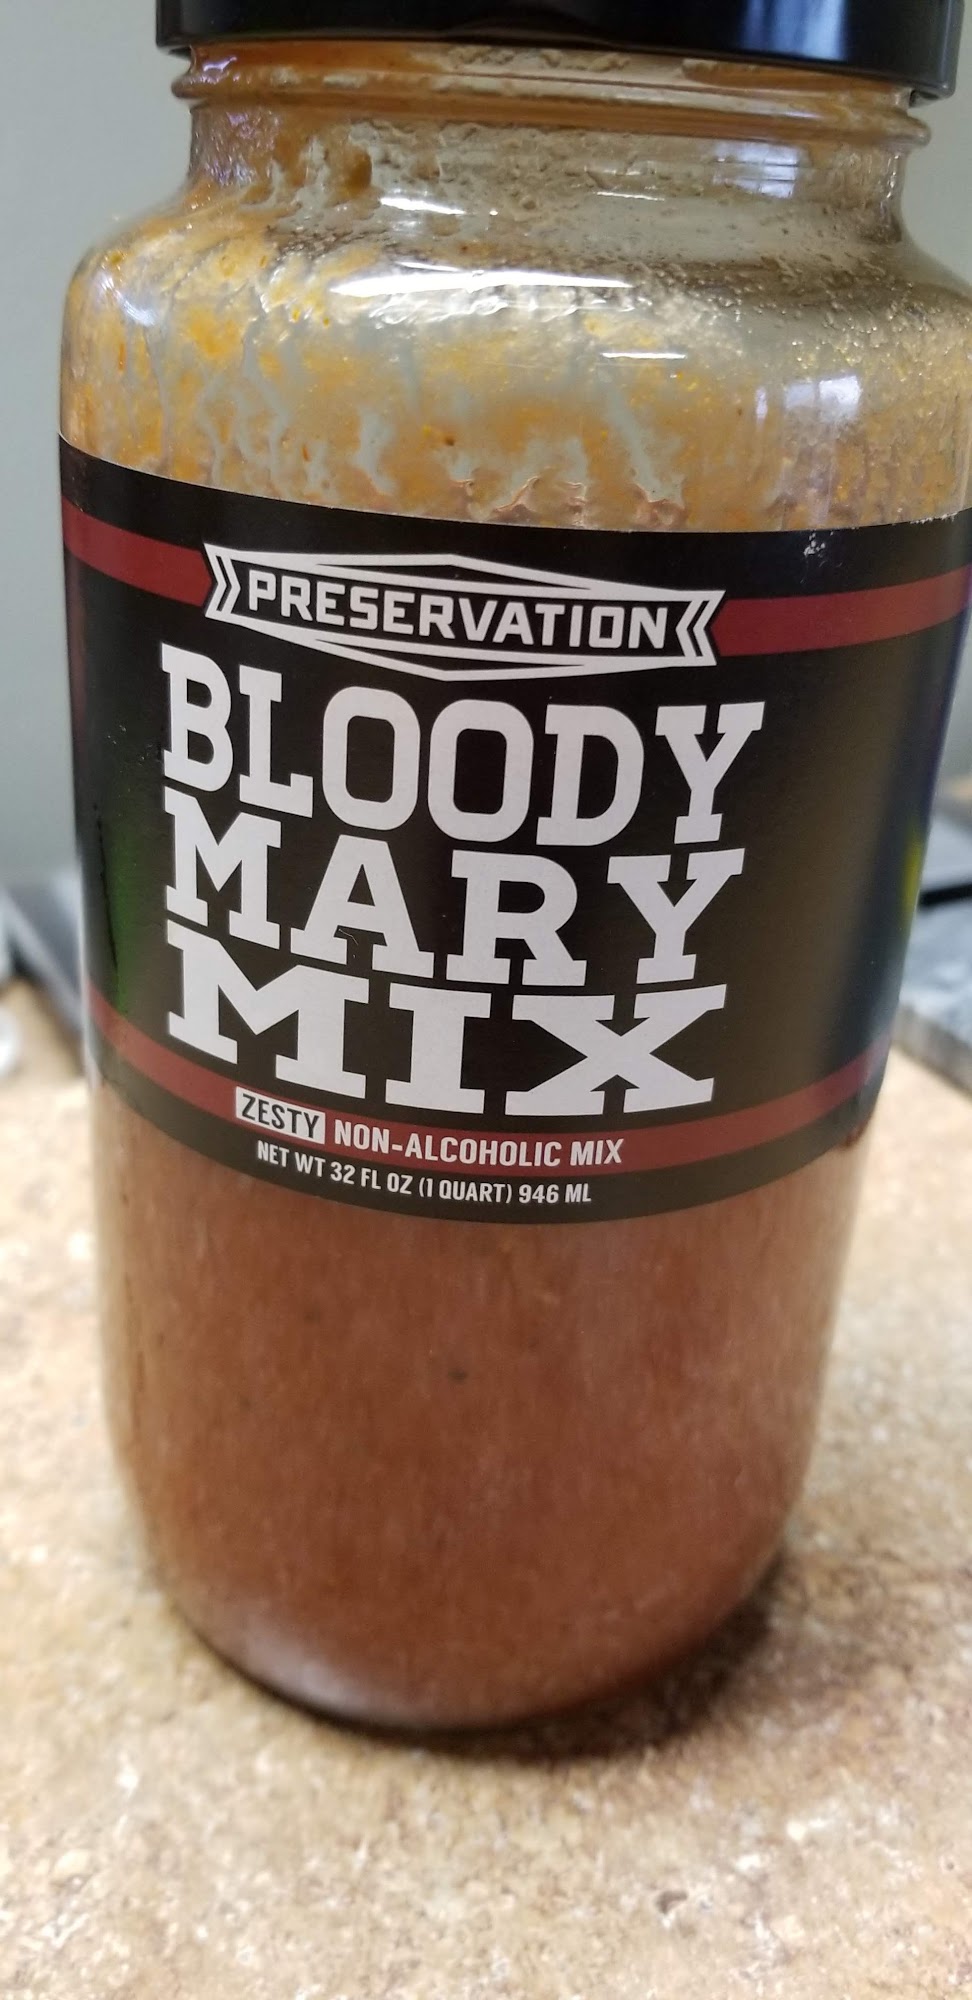 PRESERVATION
BLOODY
MARY
MIX
ZESTY NON-ALCOHOLIC MIX
NET WT 32 FL OZ (1 QUART) 946 ML